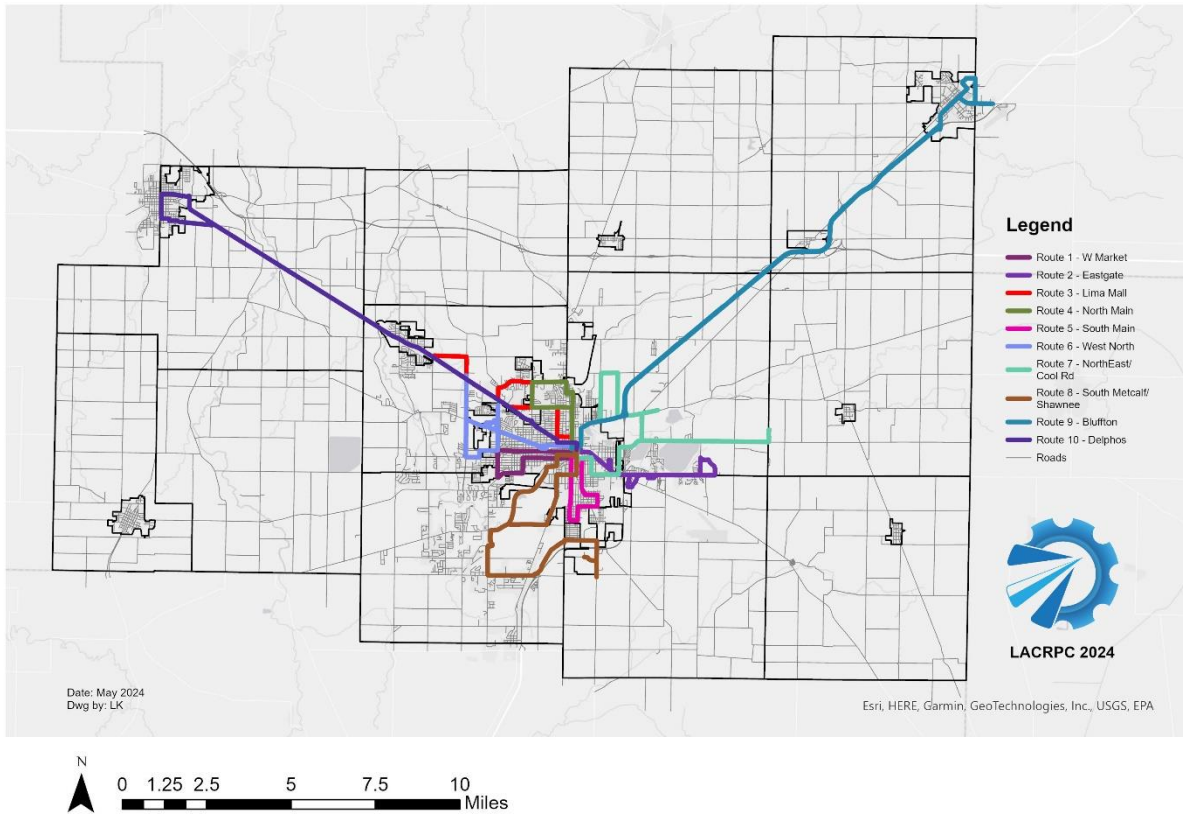 Legend
Route 1 - W Market
Route 2 - Eastgate
Route 3 - Lima Mall
Route 4 - North Main
Route 5 - South Main
Route 6 - West North
Route 7 - NorthEast/
Cool Rd
Route 8 - South Metcalf/
Shawnee
Route 9 - Bluffton
Route 10 - Delphos
Roads
LACRPC 2024
Date: May 2024
Dwg by: LK
Esri, HERE, Garmin, GeoTechnologies, Inc., USGS, EPA
N
0 1.25 2.5 5 7.5 10
Miles